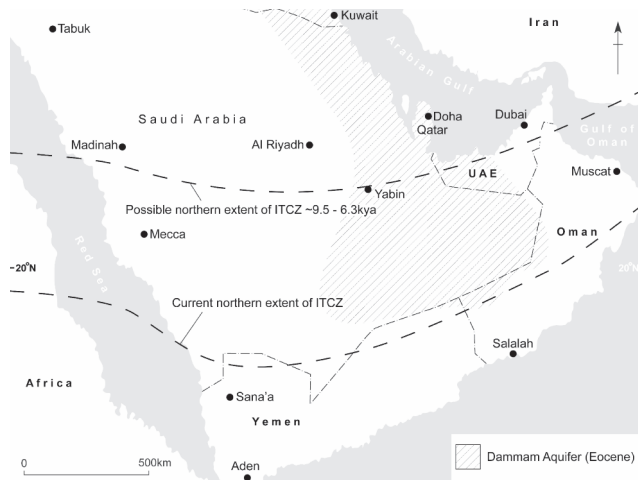 Kuwait
Iran
Tabuk
Arabian Gulf
Saudi Arabia
Doha
Qatar
Dubai
Gulf of
Oman
Madinah
Al Riyadh
UAE
Muscat
Yabin
Possible northern extent of ITCZ ~9.5 - 6.3kya
Mecca
Oman
Red Sea
20°N
20°N
Current northern extent of ITCZ
Salalah
Africa
Sana'a
Yemen
Dammam Aquifer (Eocene)
0
500km
Aden